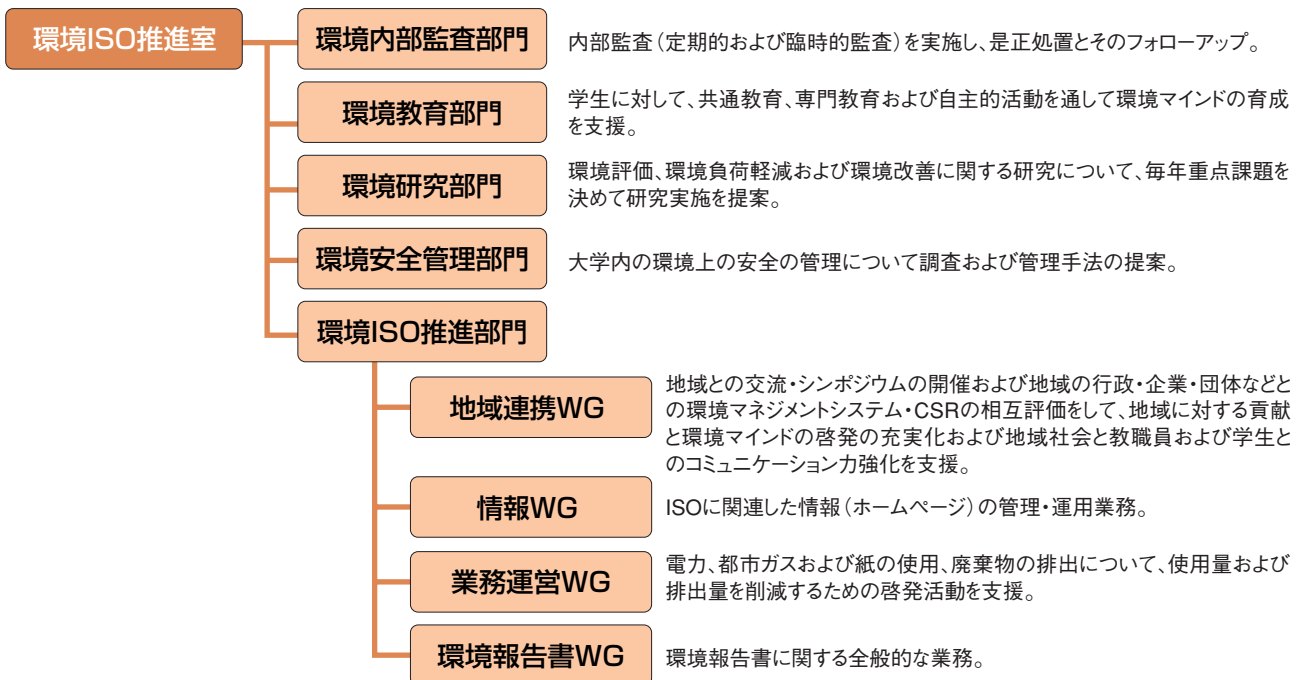 環境ISO推進室
環境内部監査部門
内部監査（定期的および臨時的監査）を実施し、是正処置とそのフォローアップ。
環境教育部門
学生に対して、共通教育、専門教育および自主的活動を通して環境マインドの育成
を支援。
環境研究部門
環境評価、環境負荷軽減および環境改善に関する研究について、毎年重点課題を
決めて研究実施を提案。
環境安全管理部門
大学内の環境上の安全の管理について調査および管理手法の提案。
環境ISO推進部門
地域連携WG
地域との交流・シンポジウムの開催および地域の行政・企業・団体などと
の環境マネジメントシステム・CSRの相互評価をして、地域に対する貢献
と環境マインドの啓発の充実化および地域社会と教職員および学生と
のコミュニケーション力強化を支援。
情報WG
ISOに関連した情報（ホームページ）の管理・運用業務。
業務運営WG
電力、都市ガスおよび紙の使用、廃棄物の排出について、使用量および
排出量を削減するための啓発活動を支援。
環境報告書WG
環境報告書に関する全般的な業務。